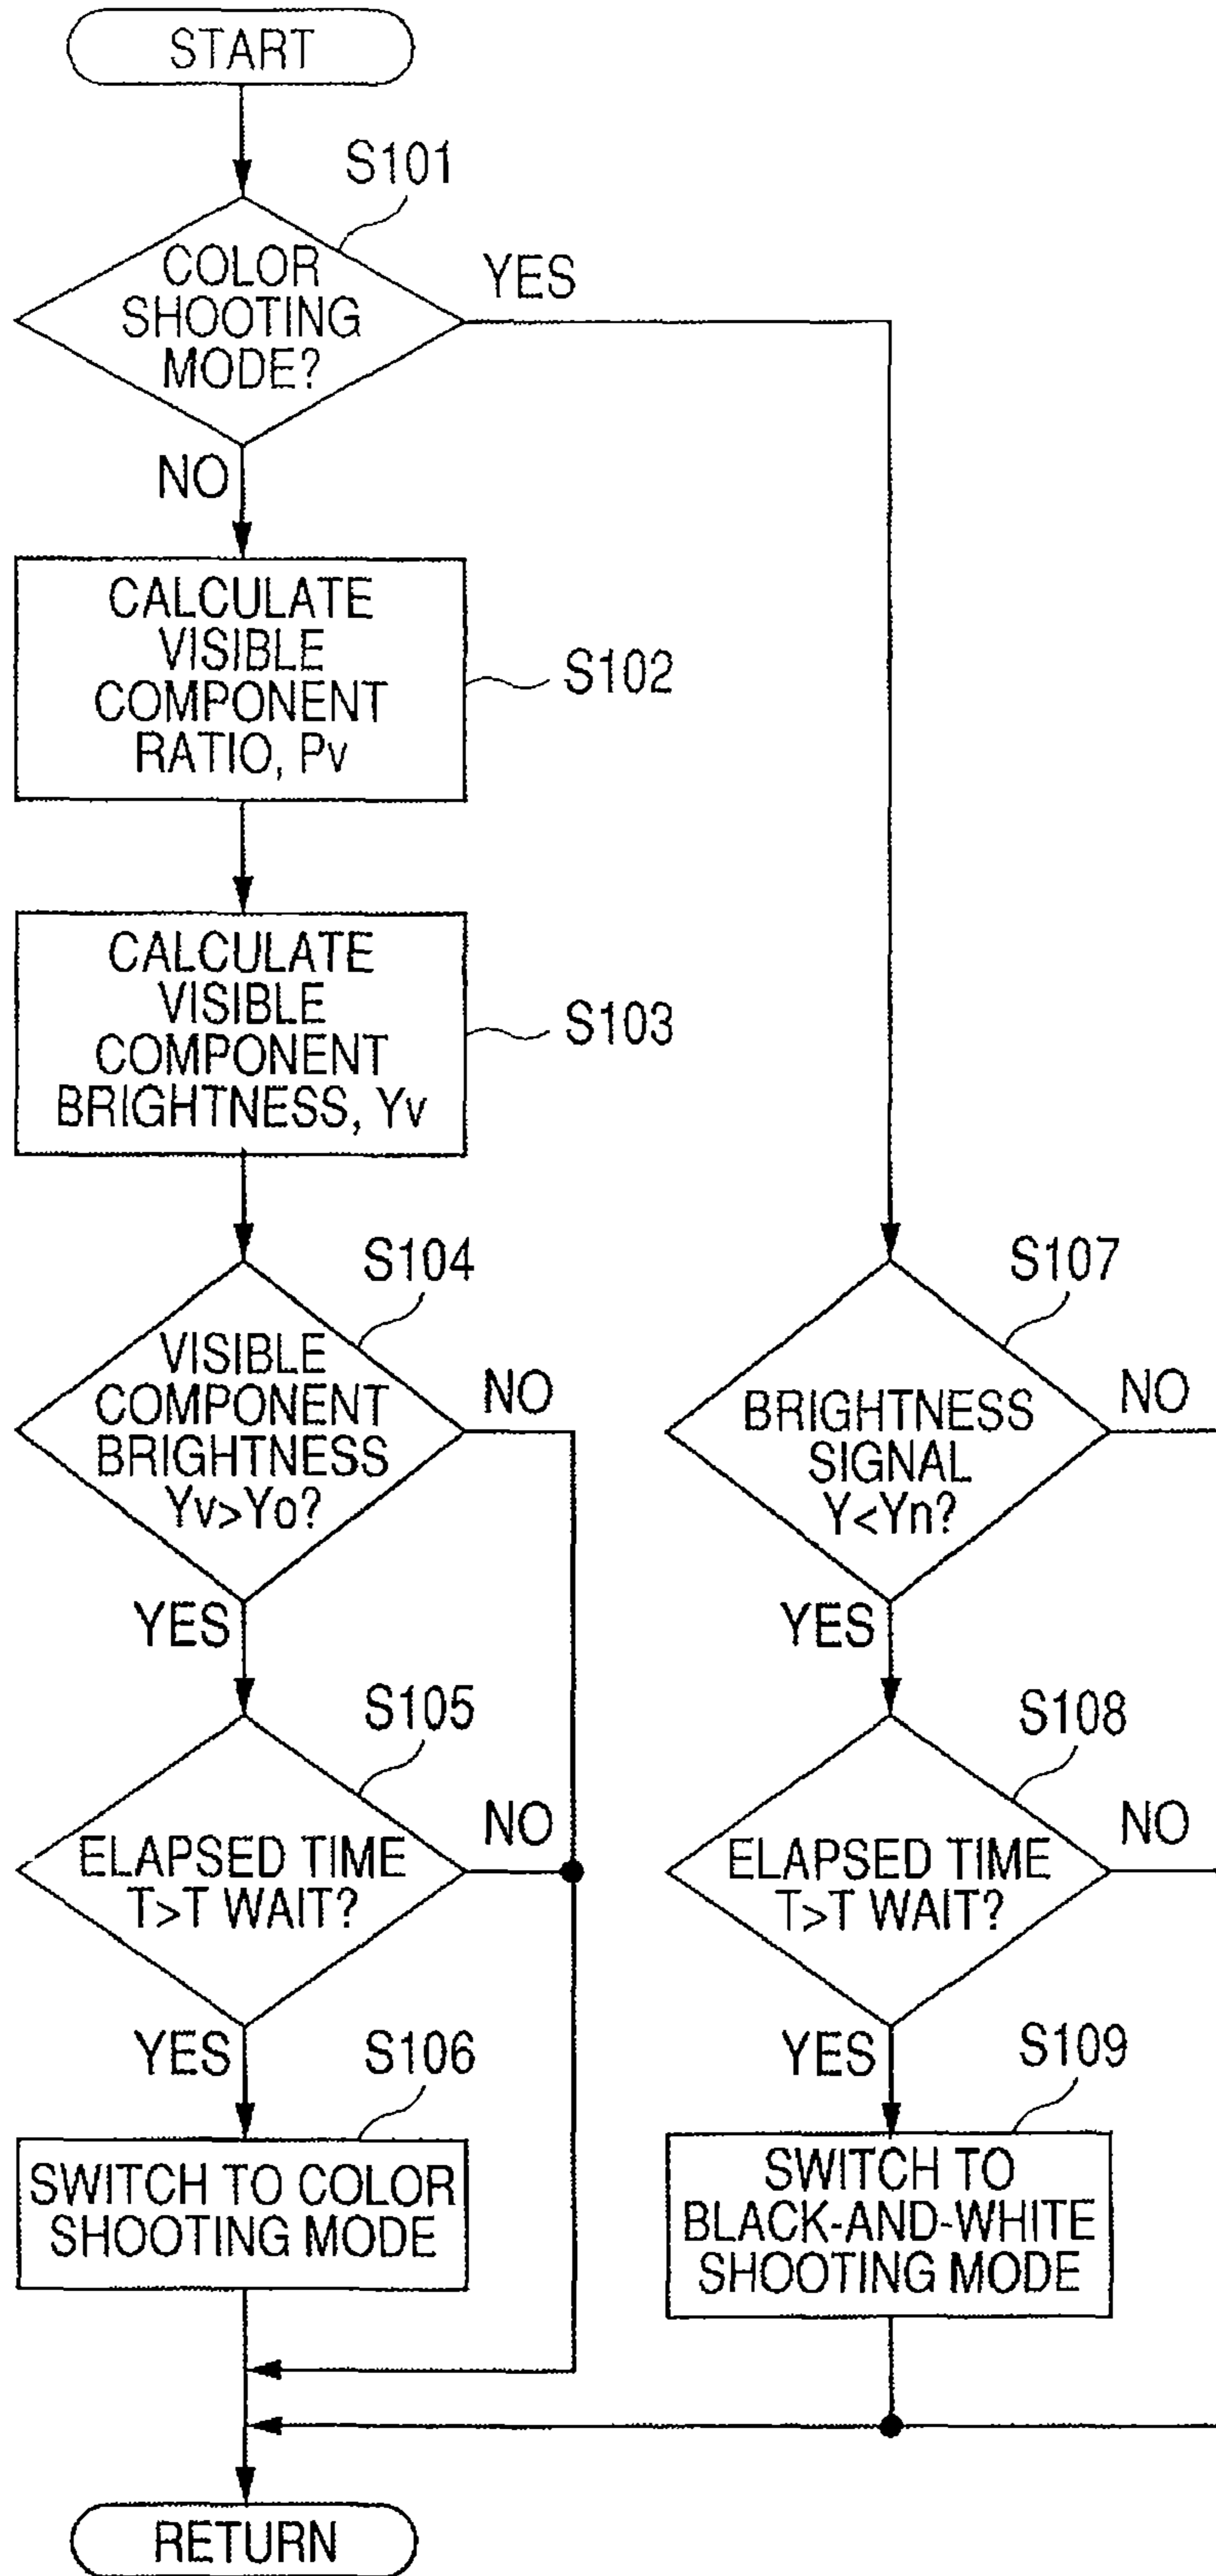 START
S101
COLOR
SHOOTING
MODE?
YES
NO
CALCULATE
VISIBLE
COMPONENT
RATIO, Pv
S102
CALCULATE
VISIBLE
COMPONENT
BRIGHTNESS, Yv
S103
S104
VISIBLE
COMPONENT
BRIGHTNESS
Yv>Yo?
NO
YES
S105
ELAPSED TIME
T>T WAIT?
NO
YES
S106
SWITCH TO COLOR
SHOOTING MODE
S107
BRIGHTNESS
SIGNAL
Y<Yn?
NO
YES
S108
ELAPSED TIME
T>T WAIT?
NO
YES
S109
SWITCH TO
BLACK-AND-WHITE
SHOOTING MODE
RETURN